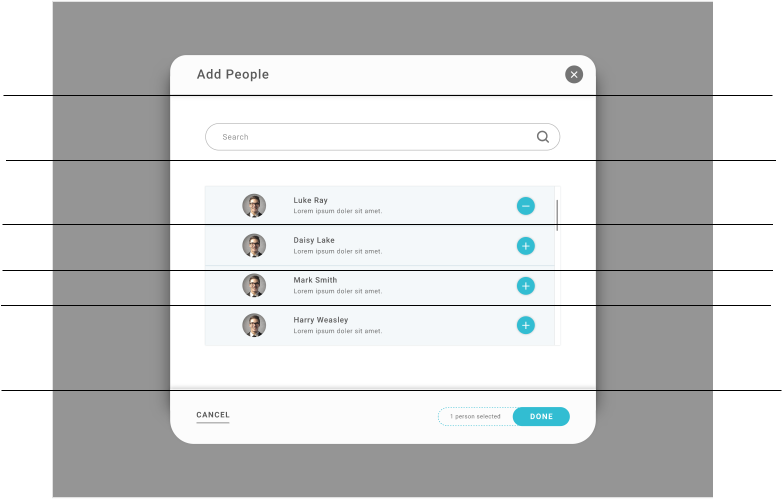 Add People
Search
Luke Ray
Lorem ipsum doler sit amet.
Daisy Lake
Lorem ipsum doler sit amet.
Mark Smith
Lorem ipsum doler sit amet.
Harry Weasley
Lorem ipsum doler sit amet.
CANCEL
1 person selected
DONE